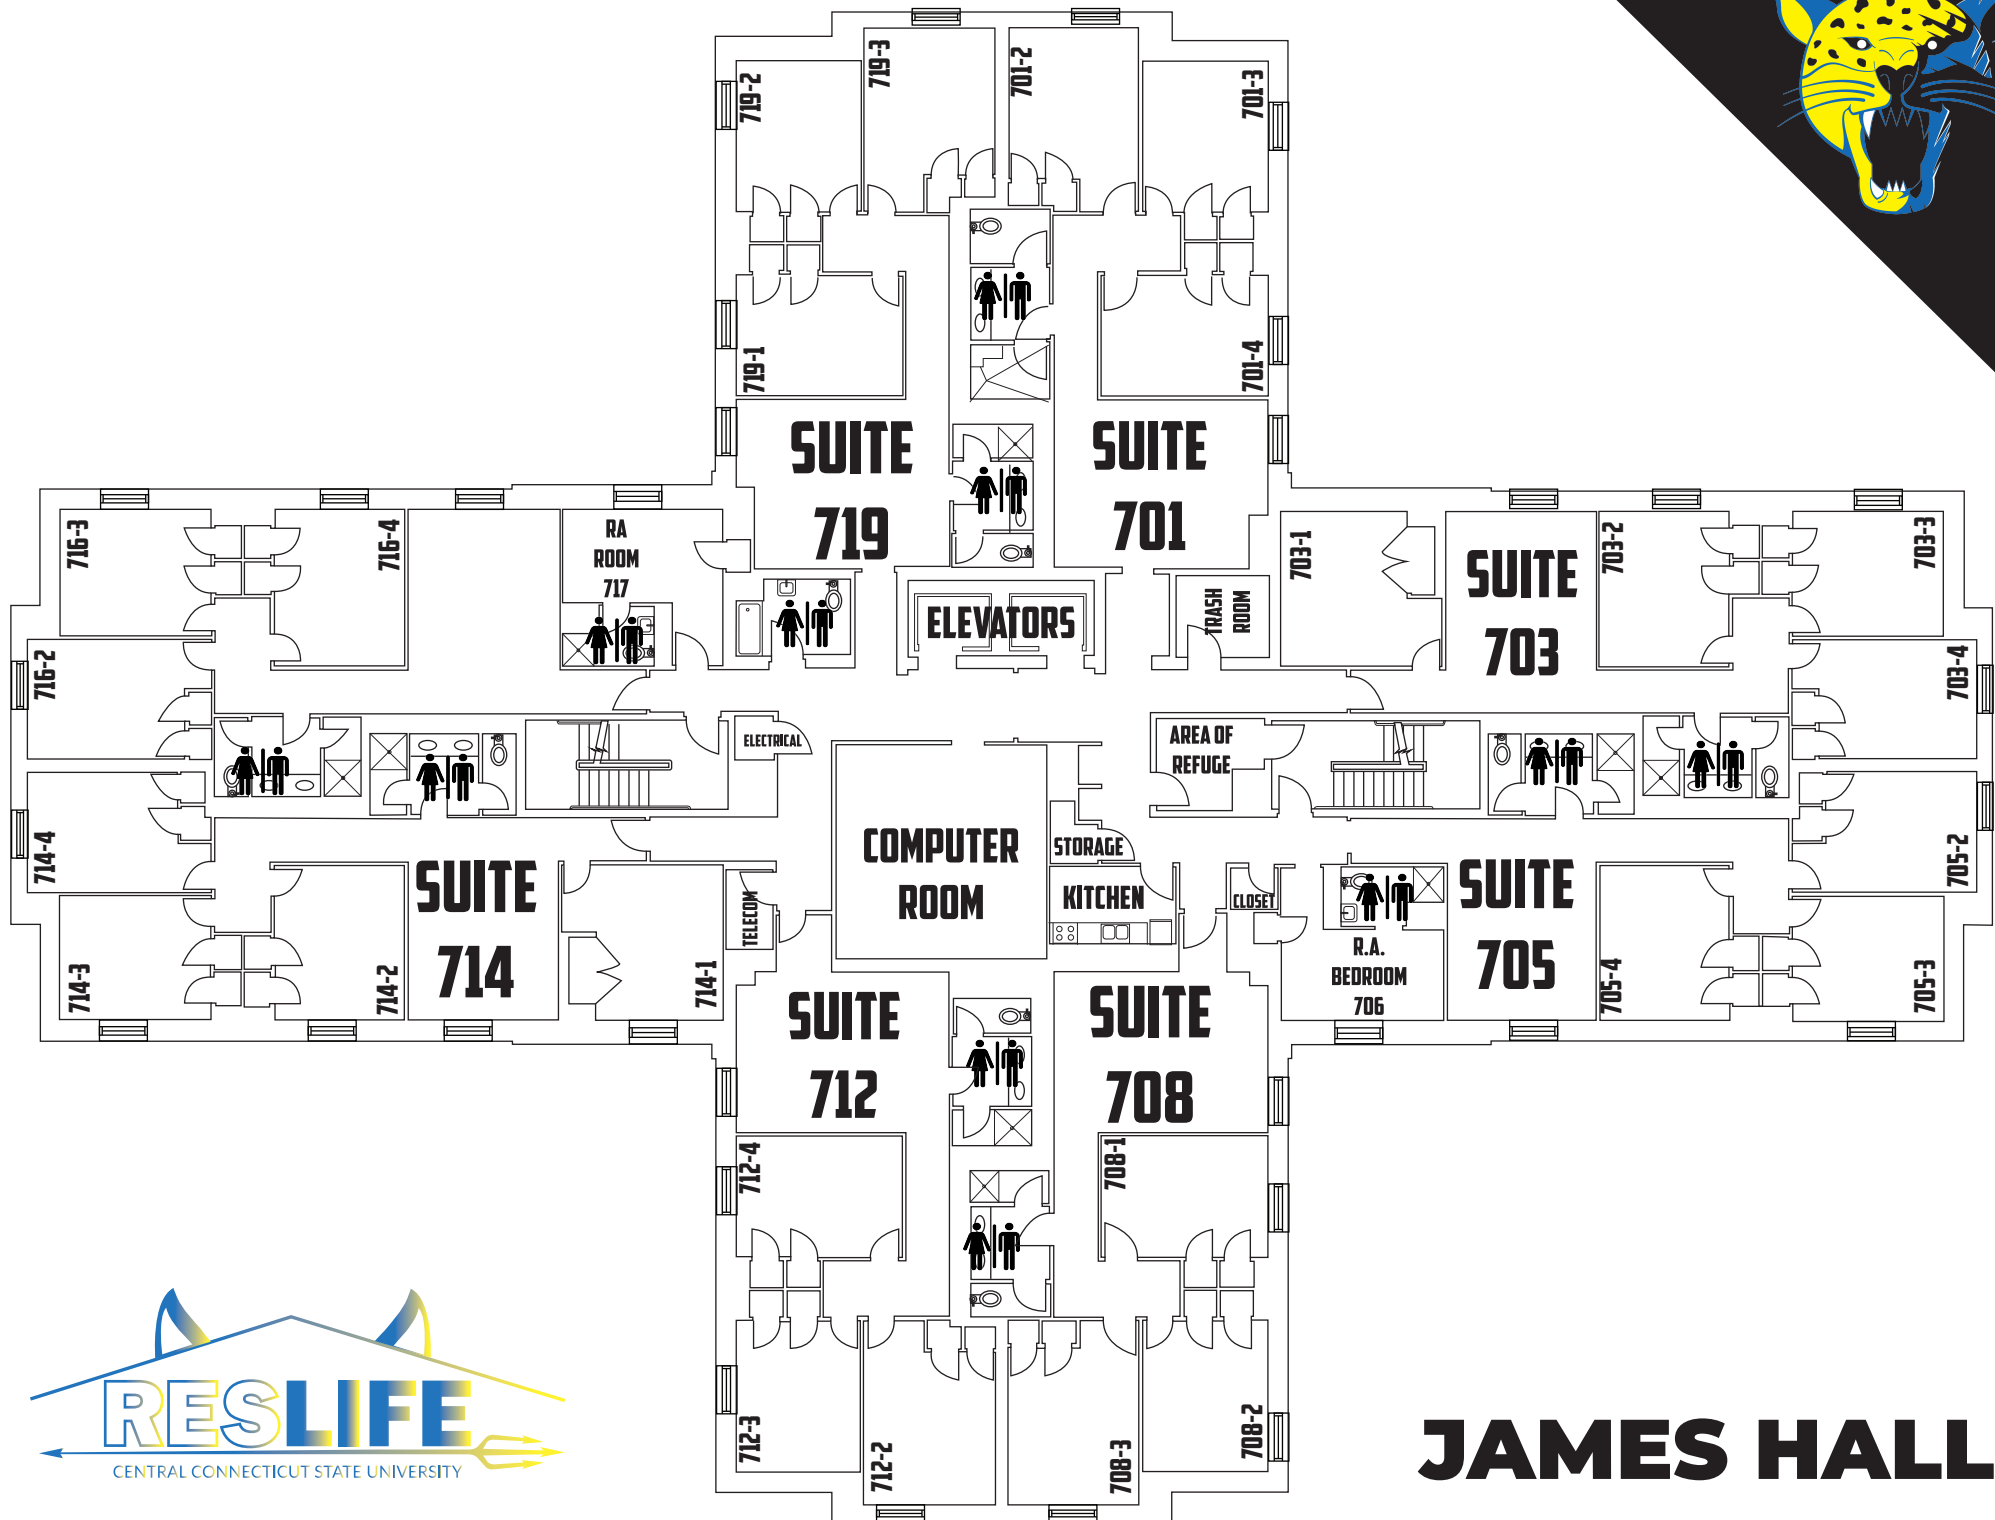 719-2
719-3
701-2
701-3
719-1
701-4
SUITE
719
SUITE
701
716-3
716-4
RA
ROOM
717
ELEVATORS
TRASH
ROOM
703-1
SUITE
703
703-2
703-3
716-2
703-4
ELECTRICAL
AREA OF
REFUGE
714-4
SUITE
714
COMPUTER
ROOM
STORAGE
KITCHEN
CLOSET
TELECOM
SUITE
705
705-2
714-3
714-2
714-1
R.A.
BEDROOM
706
705-4
705-3
SUITE
712
SUITE
708
712-4
708-1
712-3
712-2
708-3
708-2
RESLIFE
CENTRAL CONNECTICUT STATE UNIVERSITY
JAMES HALL